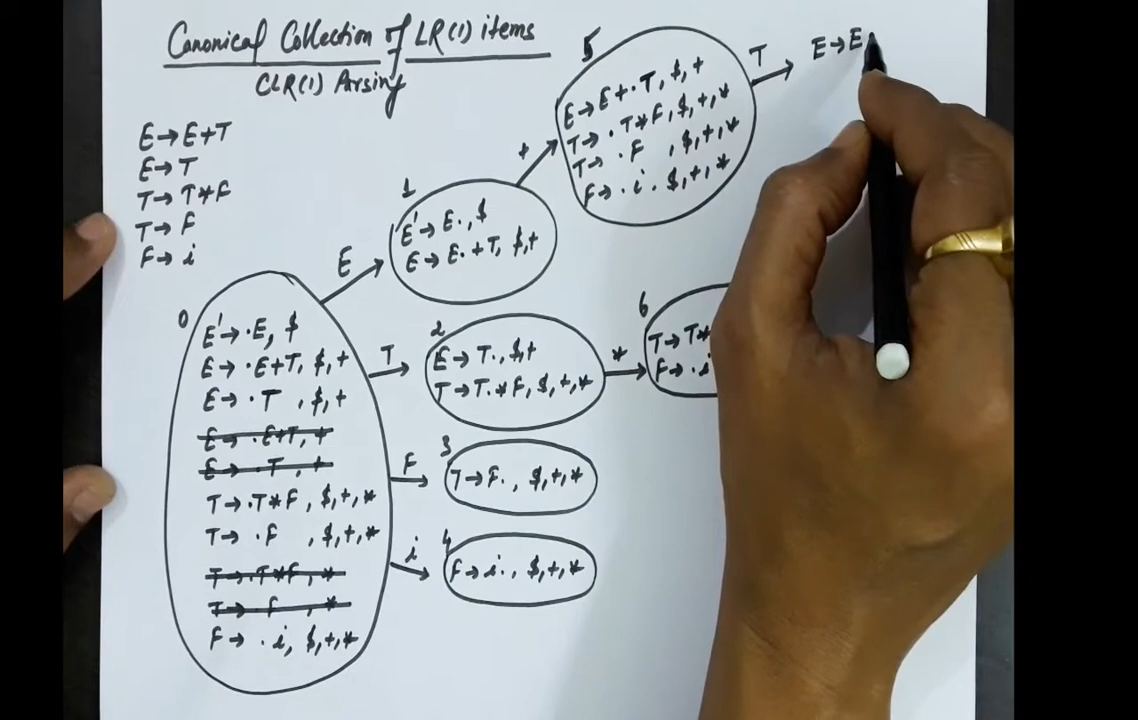 Canonical Collection of LR(1) items
CLR(1) Parsing
E→E+T
E→T
T→T*F
T→F
F→i
0
E'→·E, $
E→·E+T, $,+
E→·T , $,+
E→·E+T, +
E→·T , +
T→·T*F, $,+,*
T→·F , $,+,*
T→·T*F, *
T→·F , *
F→·i, $,+,*
E
1
E'→E·, $
E→E·+T, $,+
T
2
E→T·, $,+
T→T·*F, $,+,*
F
3
T→F·, $,+,*
i
4
F→i·, $,+,*
+
5
E→E+·T, $,+
T→·T*F, $,+,*
T→·F , $,+,*
F→·i. $,+,*
*
6
T→T*
F→·i
T
E→E